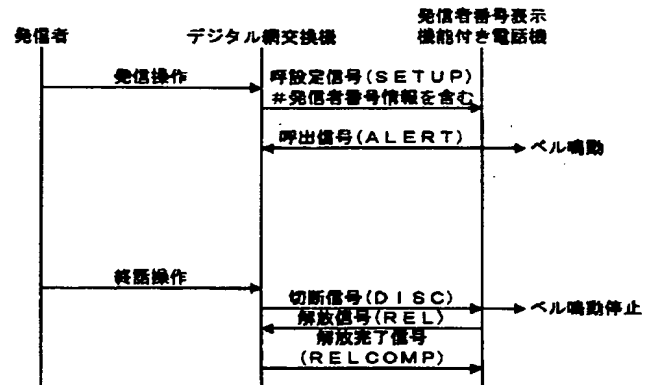 発信者
デジタル網交換機
発信者番号表示
機能付き電話機
発信操作
呼設定信号(SETUP)
#発信者番号情報を含む
呼出信号(ALERT)
ベル鳴動
終話操作
切断信号(DISC)
ベル鳴動停止
解放信号(REL)
解放完了信号
(RELCOMP)